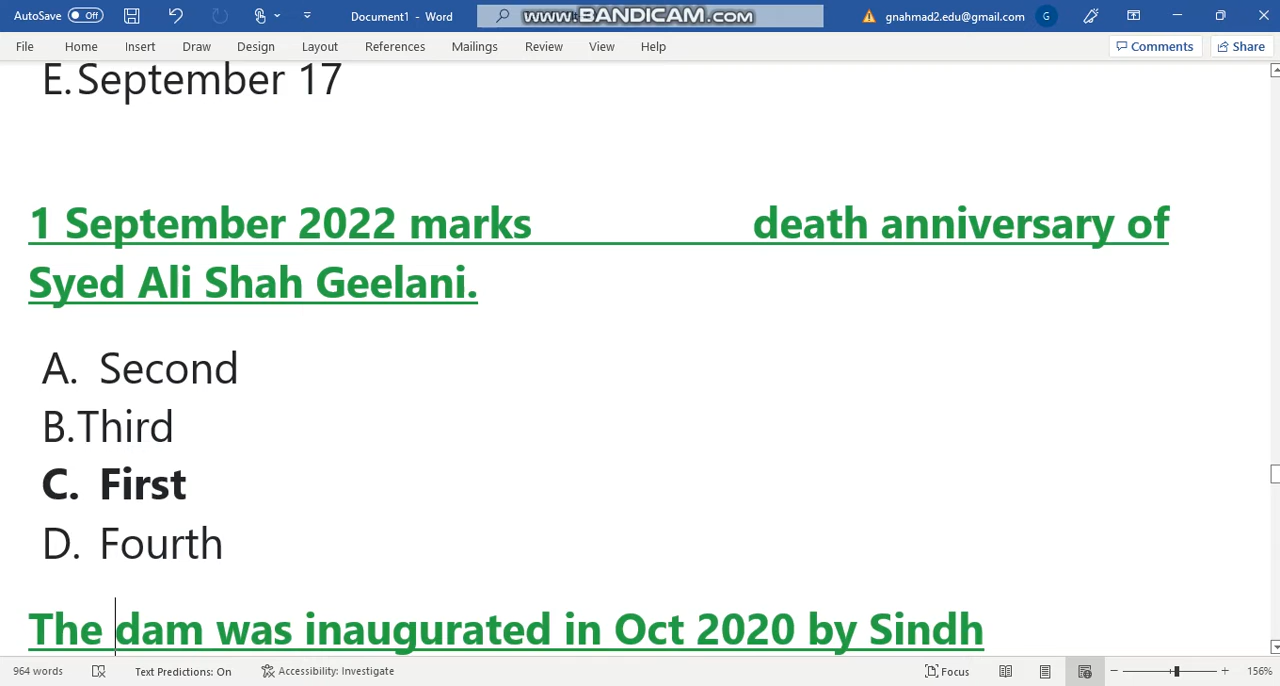 AutoSave Off Document1 - Word www.BANDICAM.com gnahmad2.edu@gmail.com G
File Home Insert Draw Design Layout References Mailings Review View Help Comments Share
E. September 17
1 September 2022 marks death anniversary of
Syed Ali Shah Geelani.
A. Second
B. Third
C. First
D. Fourth
The dam was inaugurated in Oct 2020 by Sindh
964 words Text Predictions: On Accessibility: Investigate Focus 156%